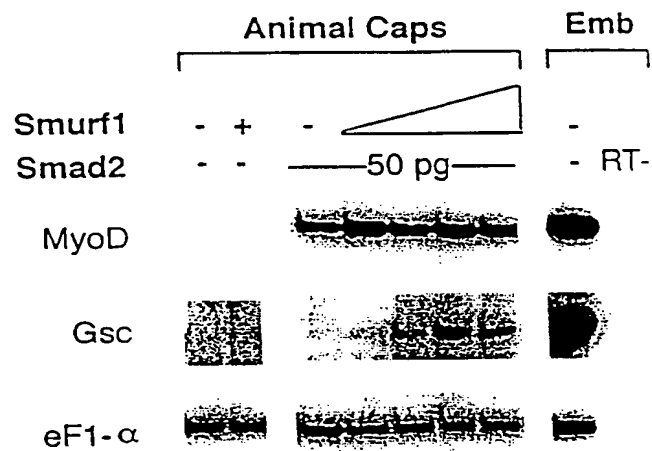 Animal Caps Emb
Smurf1 - + - -
Smad2 - - 50 pg - RT-
MyoD
Gsc
eF1-α